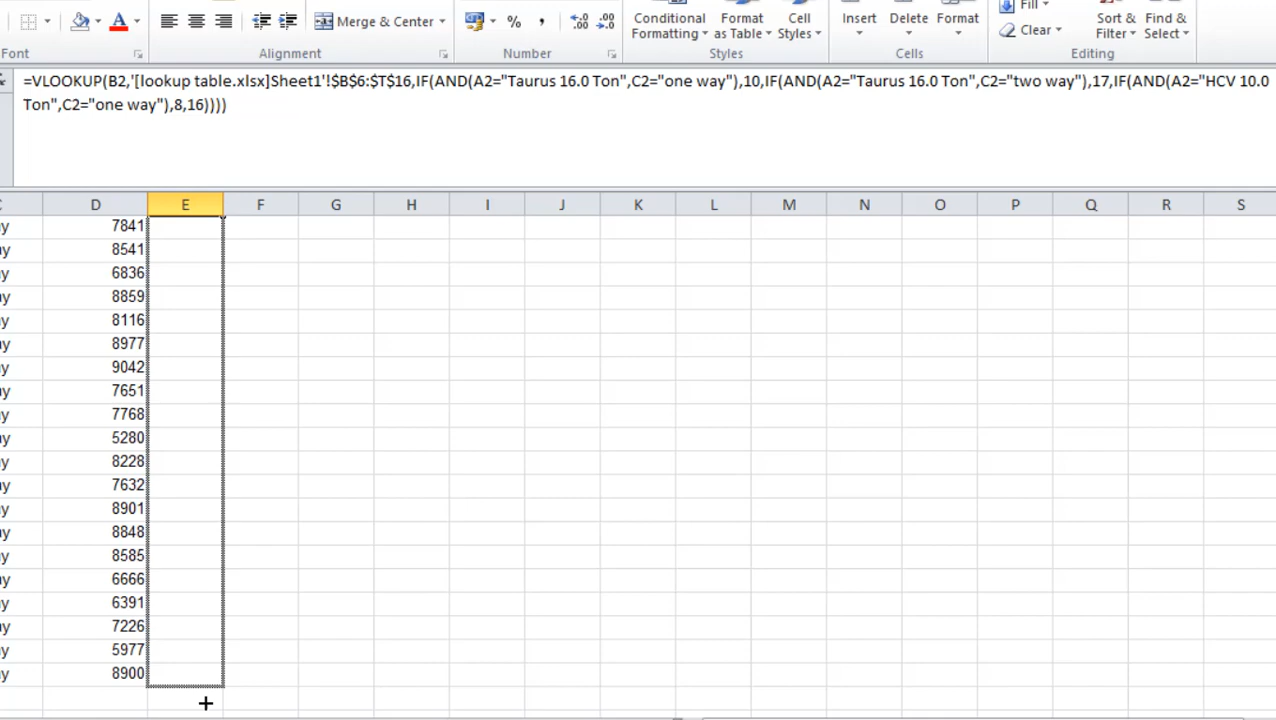 Merge & Center
A
%
,
.0 .00
.00 .0
Conditional Formatting
Format as Table
Cell Styles
Insert
Delete
Format
Fill
Clear
Sort & Filter
Find & Select
Font
Alignment
Number
Styles
Cells
Editing
=VLOOKUP(B2,'[lookup table.xlsx]Sheet1'!$B$6:$T$16,IF(AND(A2="Taurus 16.0 Ton",C2="one way"),10,IF(AND(A2="Taurus 16.0 Ton",C2="two way"),17,IF(AND(A2="HCV 10.0
Ton",C2="one way"),8,16))))
D E F G H I J K L M N O P Q R S
7841
8541
6836
8859
8116
8977
9042
7651
7768
5280
8228
7632
8901
8848
8585
6666
6391
7226
5977
8900